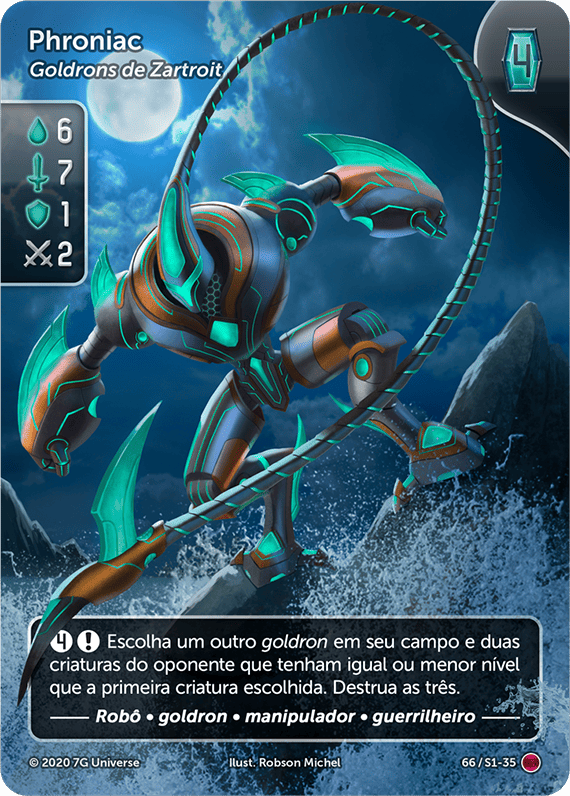 Phroniac
Goldrons de Zartroit
4
6
7
1
2
4 ! Escolha um outro goldron em seu campo e duas
criaturas do oponente que tenham igual ou menor nível
que a primeira criatura escolhida. Destrua as três.
Robô • goldron • manipulador • guerrilheiro
© 2020 7G Universe Ilust. Robson Michel 66 / S1-35